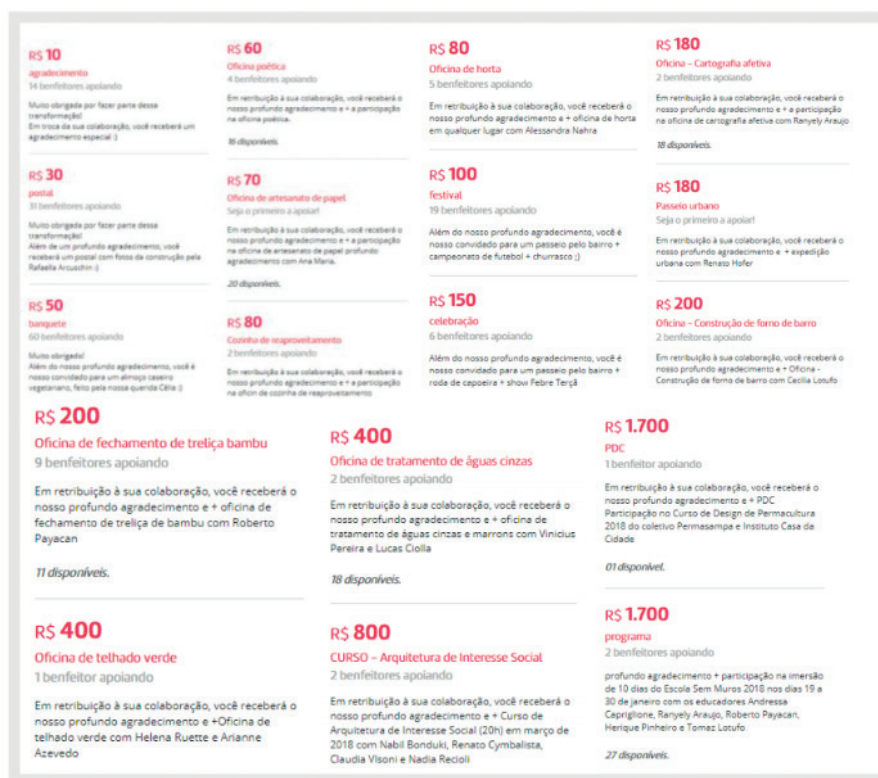 R$ 10
agradecimento
14 benfeitores apoiando
Muito obrigada por fazer parte dessa
transformação!
Em troca da sua colaboração, você receberá um
agradecimento especial :)
R$ 30
postal
31 benfeitores apoiando
Muito obrigada por fazer parte dessa
transformação!
Além de um profundo agradecimento, você
receberá um postal com fotos da construção pela
Rafaella Arcuschin :)
R$ 50
banquete
60 benfeitores apoiando
Muito obrigado!
Além do nosso profundo agradecimento, você é
nosso convidado para um almoço caseiro
vegetariano, feito pela nossa querida Célia :)
R$ 60
Oficina poética
4 benfeitores apoiando
Em retribuição à sua colaboração, você receberá o
nosso profundo agradecimento e + a participação
na oficina poésica.
16 disponíveis.
R$ 70
Oficina de artesanato de papel
Seja o primeiro a apoiar!
Em retribuição à sua colaboração, você receberá o
nosso profundo agradecimento e + a participação
na oficina de artesanato de papel profundo
agradecimento com Ana Maria.
20 disponíveis.
R$ 80
Cozinha de reaproveitamento
2 benfeitores apoiando
Em retribuição à sua colaboração, você receberá o
nosso profundo agradecimento e + a participação
na oficin de cozinha de reaproveitamento
R$ 80
Oficina de horta
5 benfeitores apoiando
Em retribuição à sua colaboração, você receberá o
nosso profundo agradecimento e + oficina de horta
em qualquer lugar com Alessandra Nahra
R$ 100
festival
19 benfeitores apoiando
Além do nosso profundo agradecimento, você é
nosso convidado para um passeio pelo bairro +
campeonato de futebol + churrasco ;)
R$ 150
celebração
6 benfeitores apoiando
Além do nosso profundo agradecimento, você é
nosso convidado para um passeio pelo bairro +
roda de capoeira + show Febre Terçã
R$ 180
Oficina – Cartografia afetiva
2 benfeitores apoiando
Em retribuição à sua colaboração, você receberá o
nosso profundo agradecimento e + a participação
na oficina de cartografia afetiva com Ranyely Araujo
18 disponíveis.
R$ 180
Passeio urbano
Seja o primeiro a apoiar!
Em retribuição à sua colaboração, você receberá o
nosso profundo agradecimento e + expedição
urbana com Renato Hofer
R$ 200
Oficina – Construção de forno de barro
2 benfeitores apoiando
Em retribuição à sua colaboração, você receberá o
nosso profundo agradecimento e + Oficina -
Construção de forno de barro com Cecilia Lotufo
R$ 200
Oficina de fechamento de treliça bambu
9 benfeitores apoiando
Em retribuição à sua colaboração, você receberá o
nosso profundo agradecimento e + oficina de
fechamento de treliça de bambu com Roberto
Payacan
11 disponíveis.
R$ 400
Oficina de telhado verde
1 benfeitor apoiando
Em retribuição à sua colaboração, você receberá o
nosso profundo agradecimento e +Oficina de
telhado verde com Helena Ruette e Arianne
Azevedo
R$ 400
Oficina de tratamento de águas cinzas
2 benfeitores apoiando
Em retribuição à sua colaboração, você receberá o
nosso profundo agradecimento e + oficina de
tratamento de águas cinzas e marrons com Vinicius
Pereira e Lucas Ciolla
18 disponíveis.
R$ 800
CURSO – Arquitetura de Interesse Social
2 benfeitores apoiando
Em retribuição à sua colaboração, você receberá o
nosso profundo agradecimento e + Curso de
Arquitetura de Interesse Social (20h) em março de
2018 com Nabil Bonduki, Renato Cymbalista,
Claudia VIsoni e Nadia Recioli
R$ 1.700
PDC
1 benfeitor apoiando
Em retribuição à sua colaboração, você receberá o
nosso profundo agradecimento e + PDC
Participação no Curso de Design de Permacultura
2018 do coletivo Permasampa e Instituto Casa da
Cidade
01 disponível.
R$ 1.700
programa
2 benfeitores apoiando
profundo agradecimento + participação na imersão
de 10 dias do Escola Sem Muros 2018 nos dias 19 a
30 de janeiro com os educadores Andressa
Capriglione, Ranyely Araujo, Roberto Payacan,
Herique Pinheiro e Tomaz Lotufo
27 disponíveis.